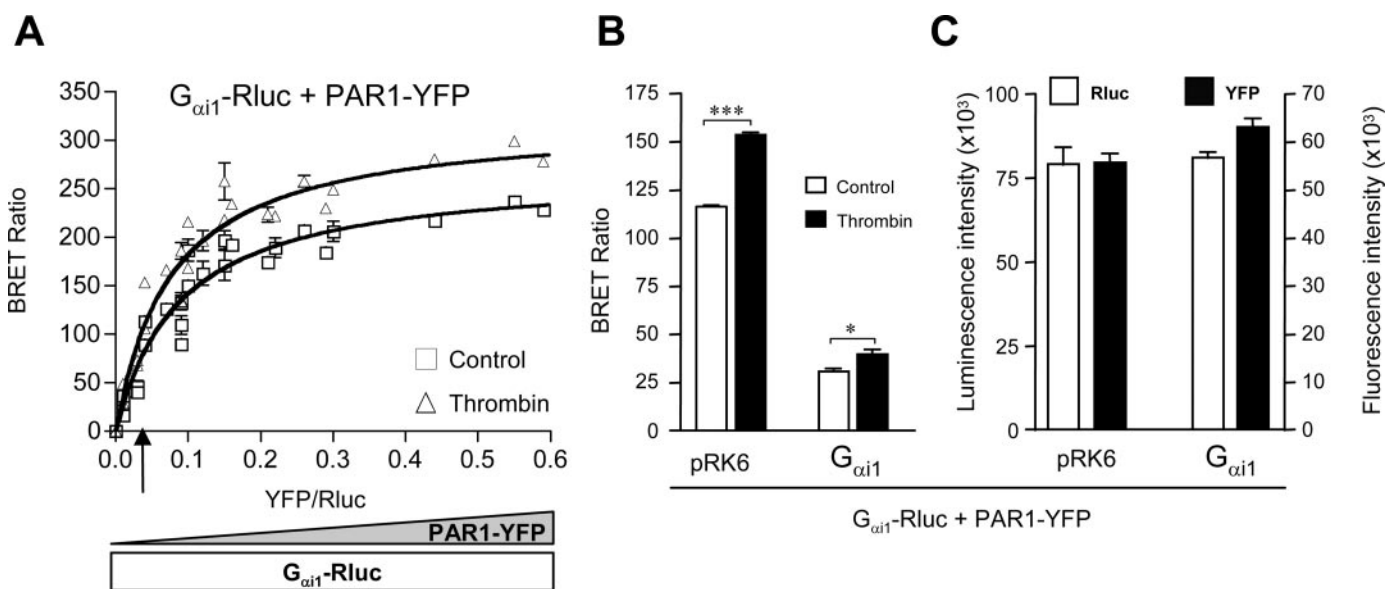 A
Gαi1-Rluc + PAR1-YFP
BRET Ratio
350
300
250
200
150
100
50
0
Control
Thrombin
0.0 0.1 0.2 0.3 0.4 0.5 0.6
YFP/Rluc
PAR1-YFP
Gαi1-Rluc
B
BRET Ratio
175
150
125
100
75
50
25
0
***
*
Control
Thrombin
pRK6 Gαi1
C
Rluc YFP
Luminescence intensity (x10³)
100
75
50
25
0
Fluorescence intensity (x10³)
70
60
50
40
30
20
10
0
pRK6 Gαi1
Gαi1-Rluc + PAR1-YFP